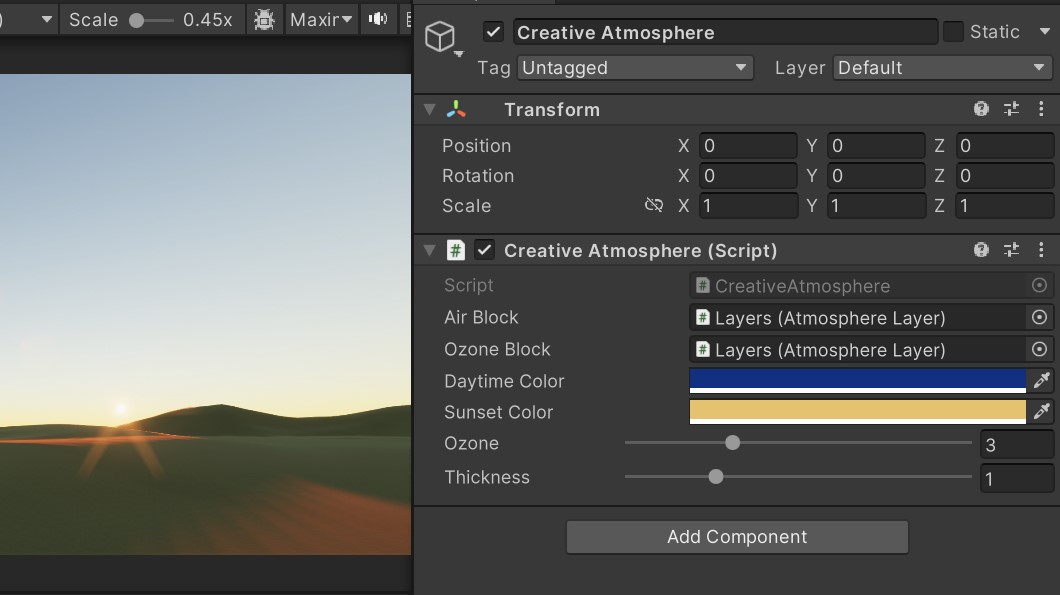 Scale 0.45x Maxir
Creative Atmosphere Static
Tag Untagged Layer Default
Transform
Position X 0 Y 0 Z 0
Rotation X 0 Y 0 Z 0
Scale X 1 Y 1 Z 1
# Creative Atmosphere (Script)
Script # CreativeAtmosphere
Air Block # Layers (Atmosphere Layer)
Ozone Block # Layers (Atmosphere Layer)
Daytime Color
Sunset Color
Ozone 3
Thickness 1
Add Component